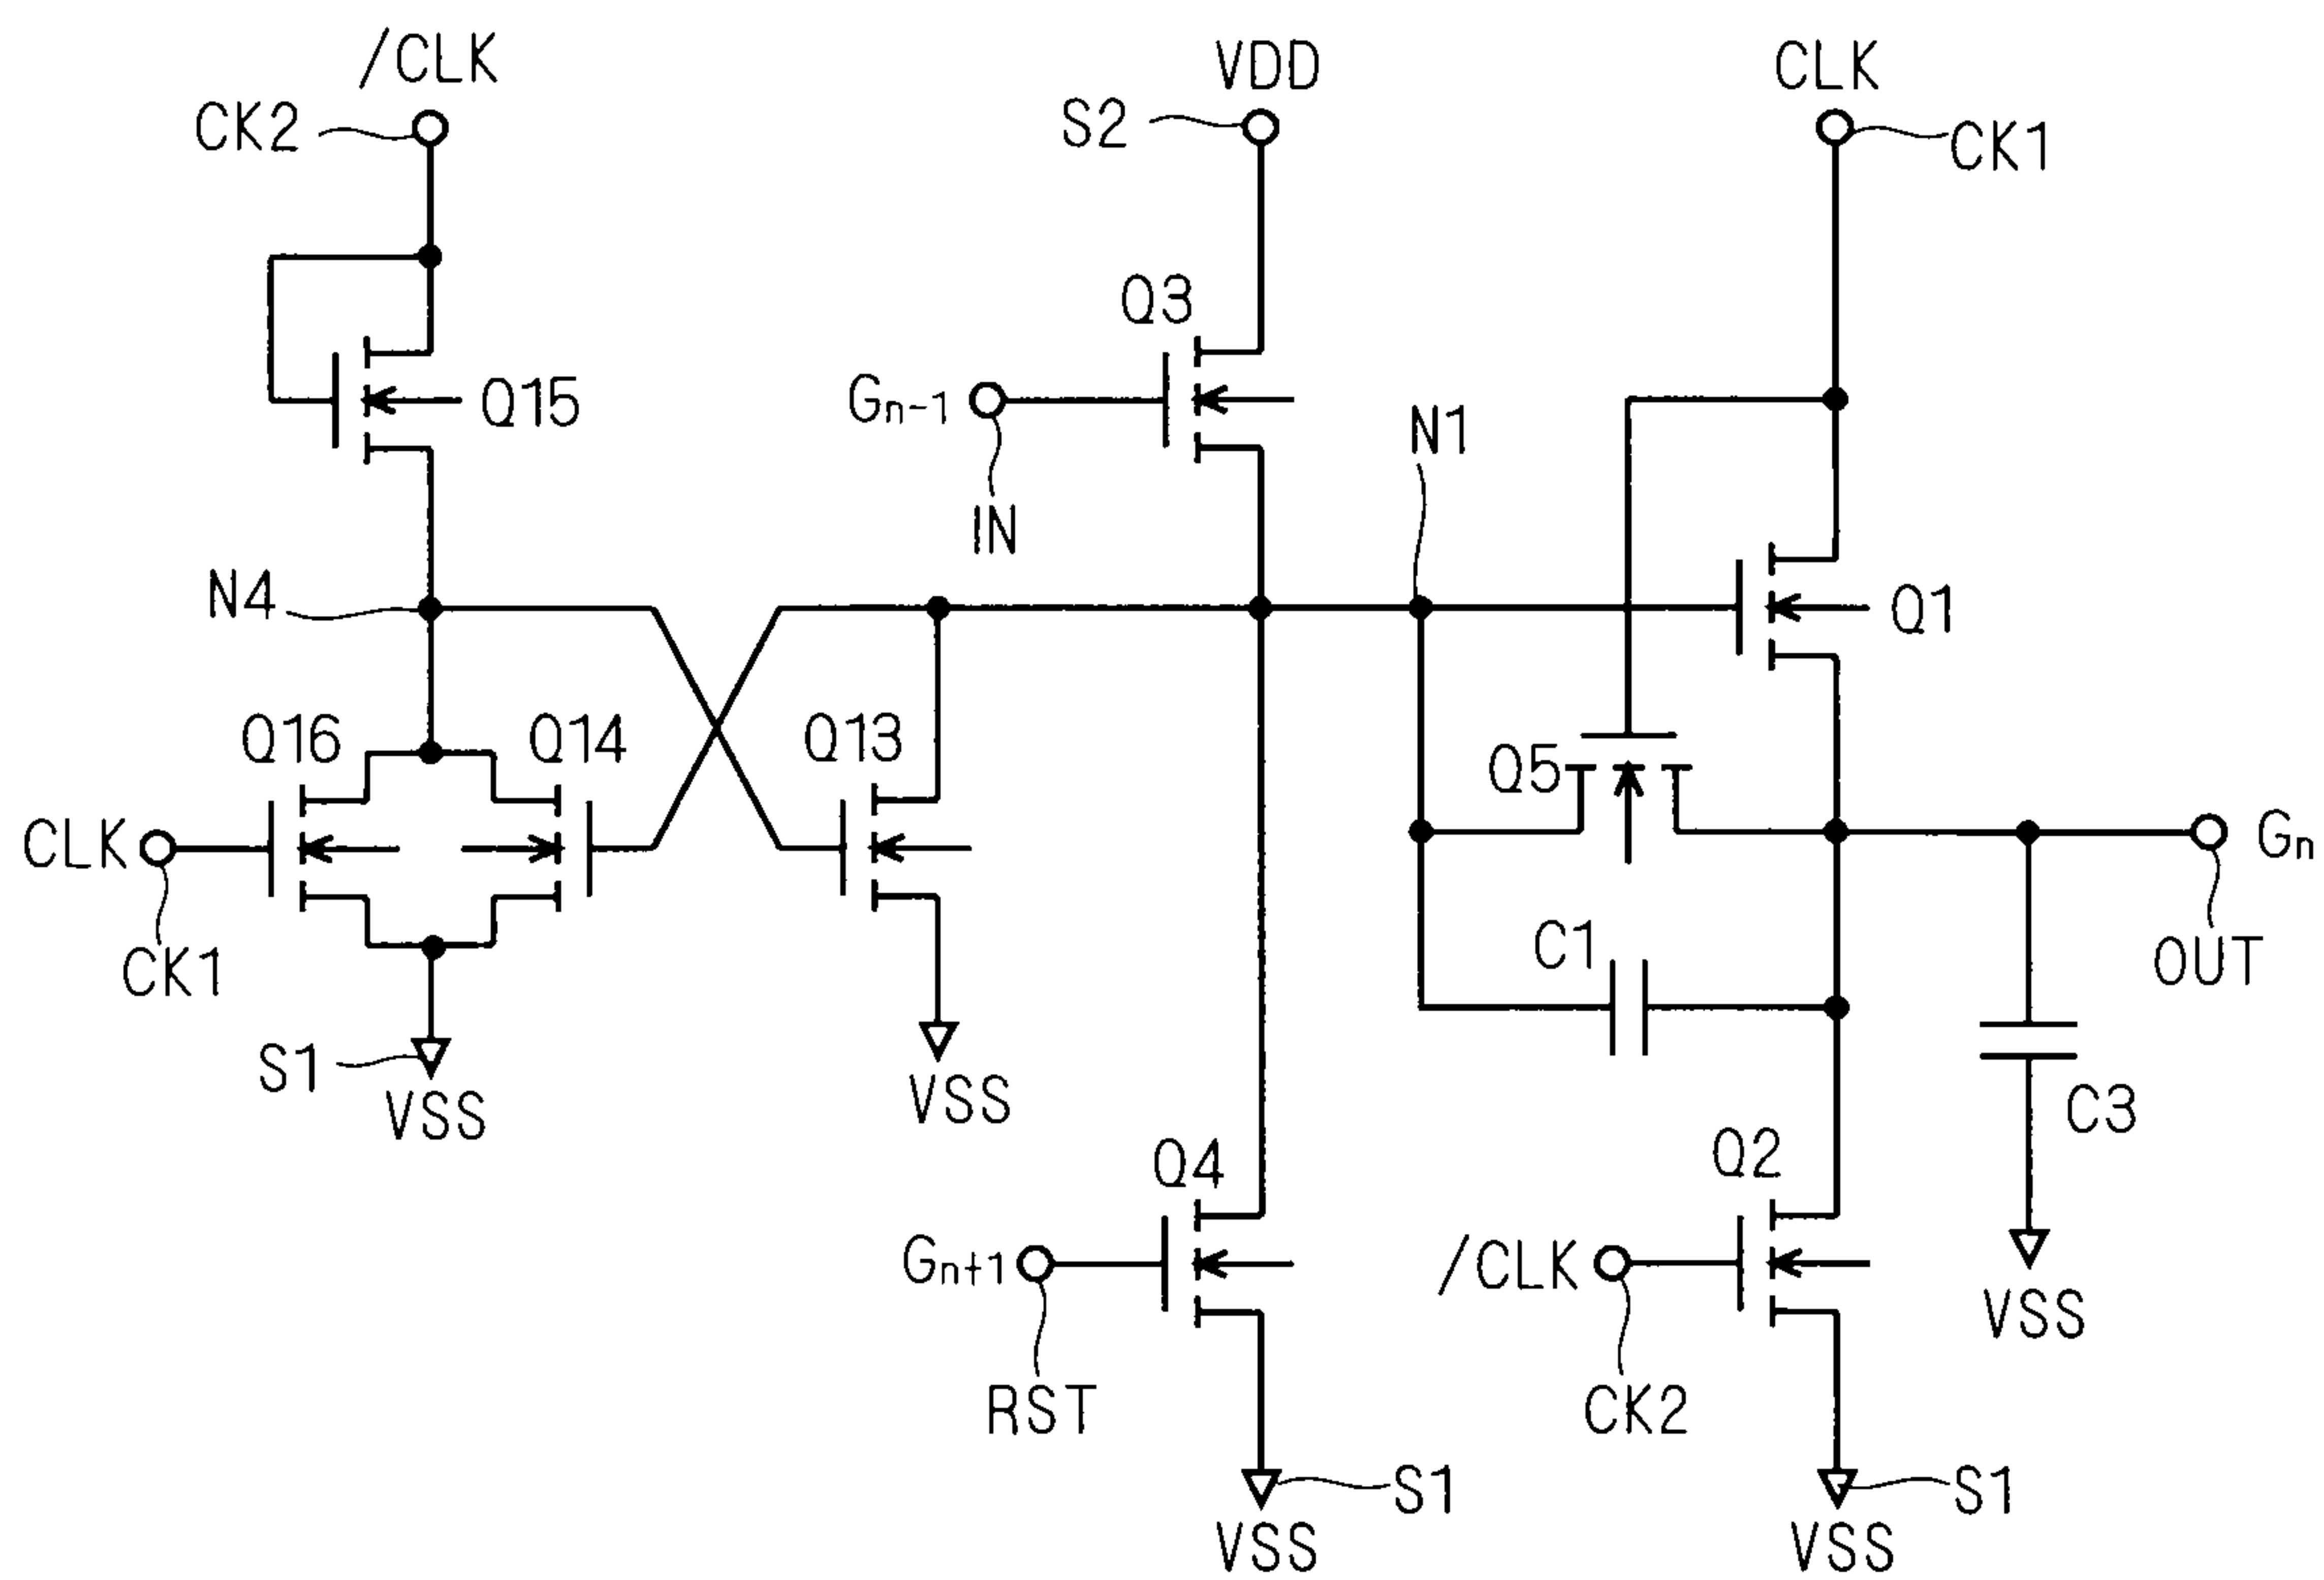 /CLK
VDD
CLK
CK2
S2
CK1
Q3
Q15
Gn-1
N1
IN
N4
Q1
Q16
Q14
Q13
Q5
CLK
Gn
C1
CK1
OUT
S1
VSS
VSS
C3
Q4
Q2
Gn+1
/CLK
VSS
RST
CK2
S1
S1
VSS
VSS